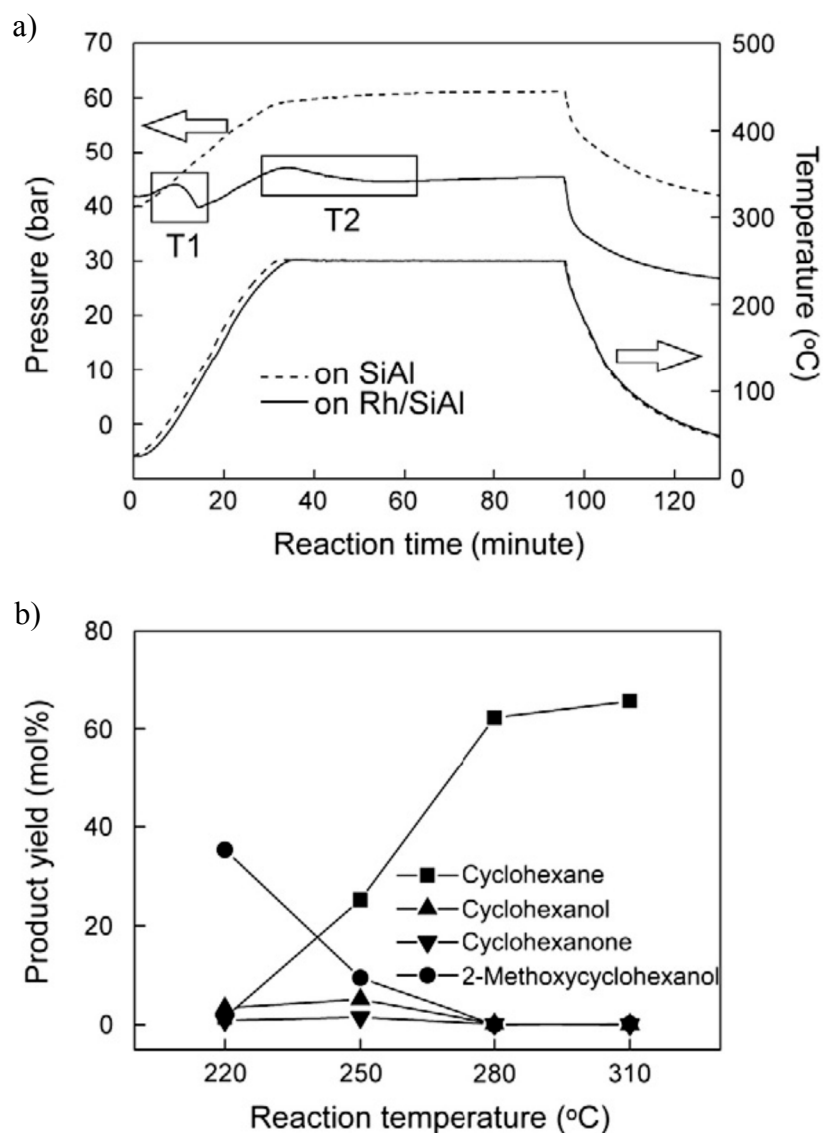 a)
70
60
50
40
30
20
10
0
Pressure (bar)
500
400
300
200
100
0
Temperature (°C)
T1
T2
on SiAl
on Rh/SiAl
0 20 40 60 80 100 120
Reaction time (minute)
b)
80
60
40
20
0
Product yield (mol%)
Cyclohexane
Cyclohexanol
Cyclohexanone
2-Methoxycyclohexanol
220 250 280 310
Reaction temperature (°C)